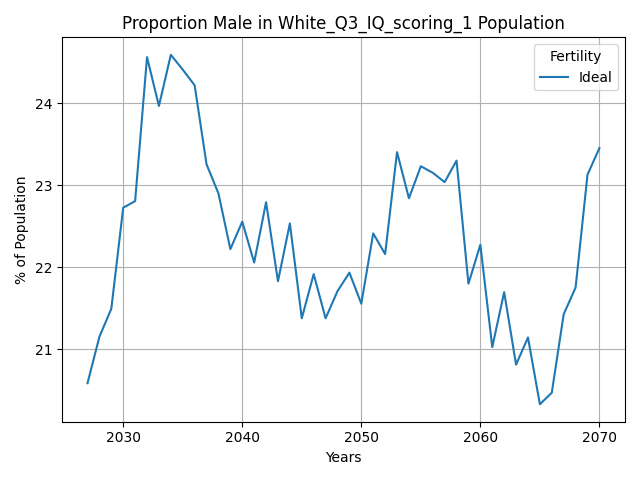 Proportion Male in White_Q3_IQ_scoring_1 Population
Fertility
Ideal
% of Population
24
23
22
21
2030 2040 2050 2060 2070
Years